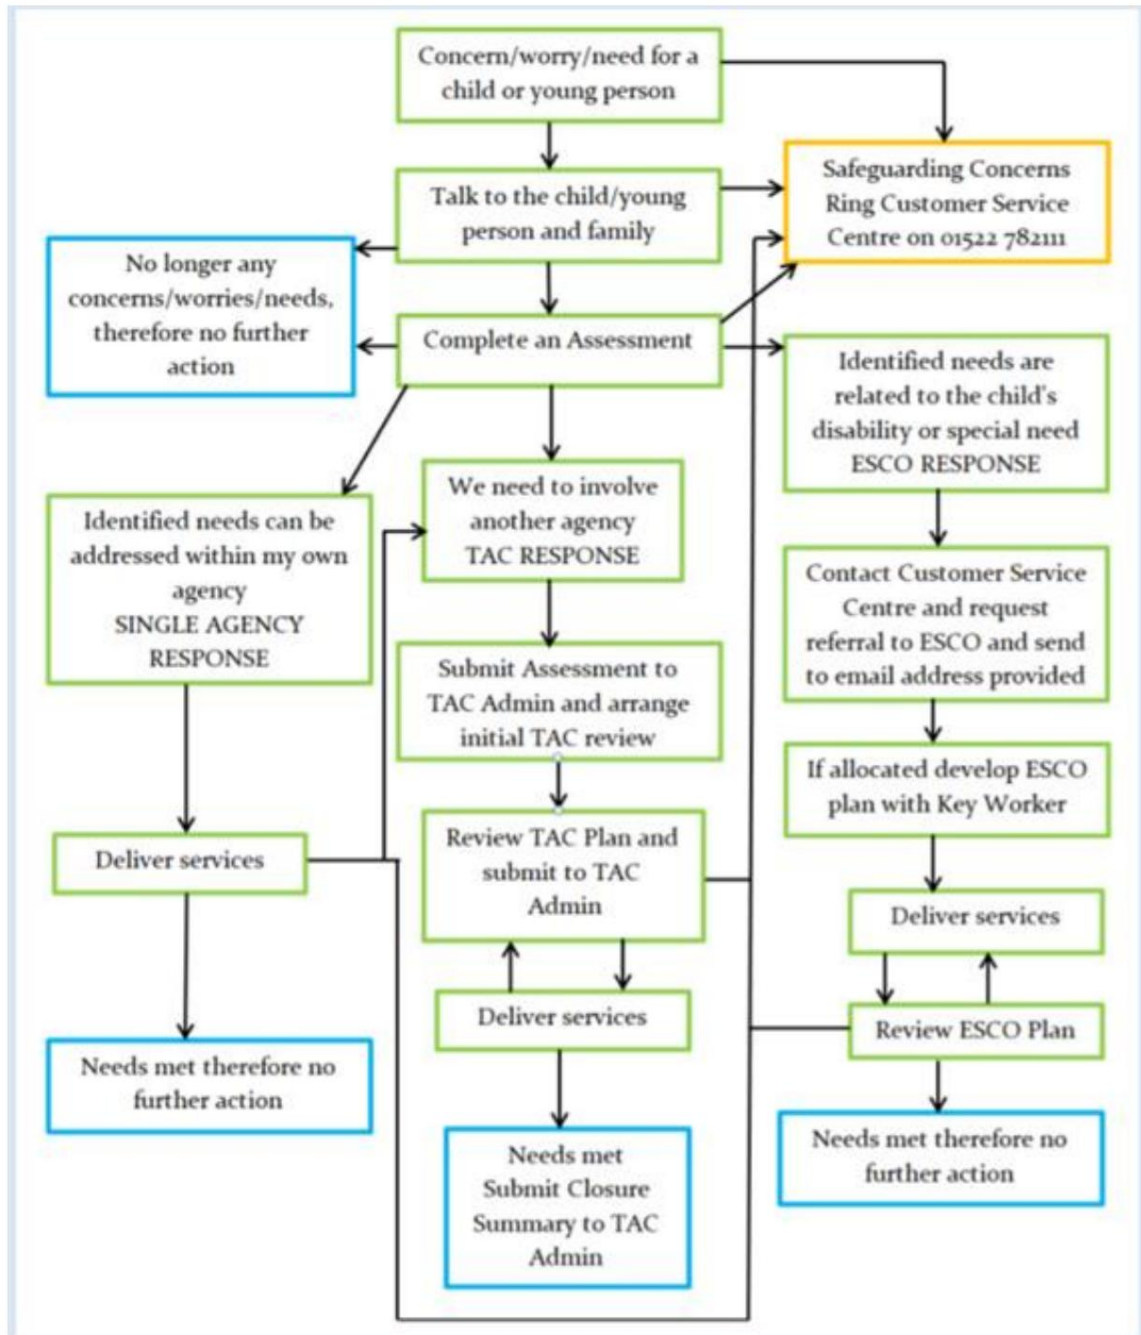 Concern/worry/need for a
child or young person
Talk to the child/young
person and family
Safeguarding Concerns
Ring Customer Service
Centre on 01522 782111
No longer any
concerns/worries/needs,
therefore no further
action
Complete an Assessment
Identified needs are
related to the child's
disability or special need
ESCO RESPONSE
Identified needs can be
addressed within my own
agency
SINGLE AGENCY
RESPONSE
We need to involve
another agency
TAC RESPONSE
Contact Customer Service
Centre and request
referral to ESCO and send
to email address provided
Submit Assessment to
TAC Admin and arrange
initial TAC review
If allocated develop ESCO
plan with Key Worker
Deliver services
Review TAC Plan and
submit to TAC
Admin
Deliver services
Deliver services
Review ESCO Plan
Needs met therefore no
further action
Needs met
Submit Closure
Summary to TAC
Admin
Needs met therefore no
further action